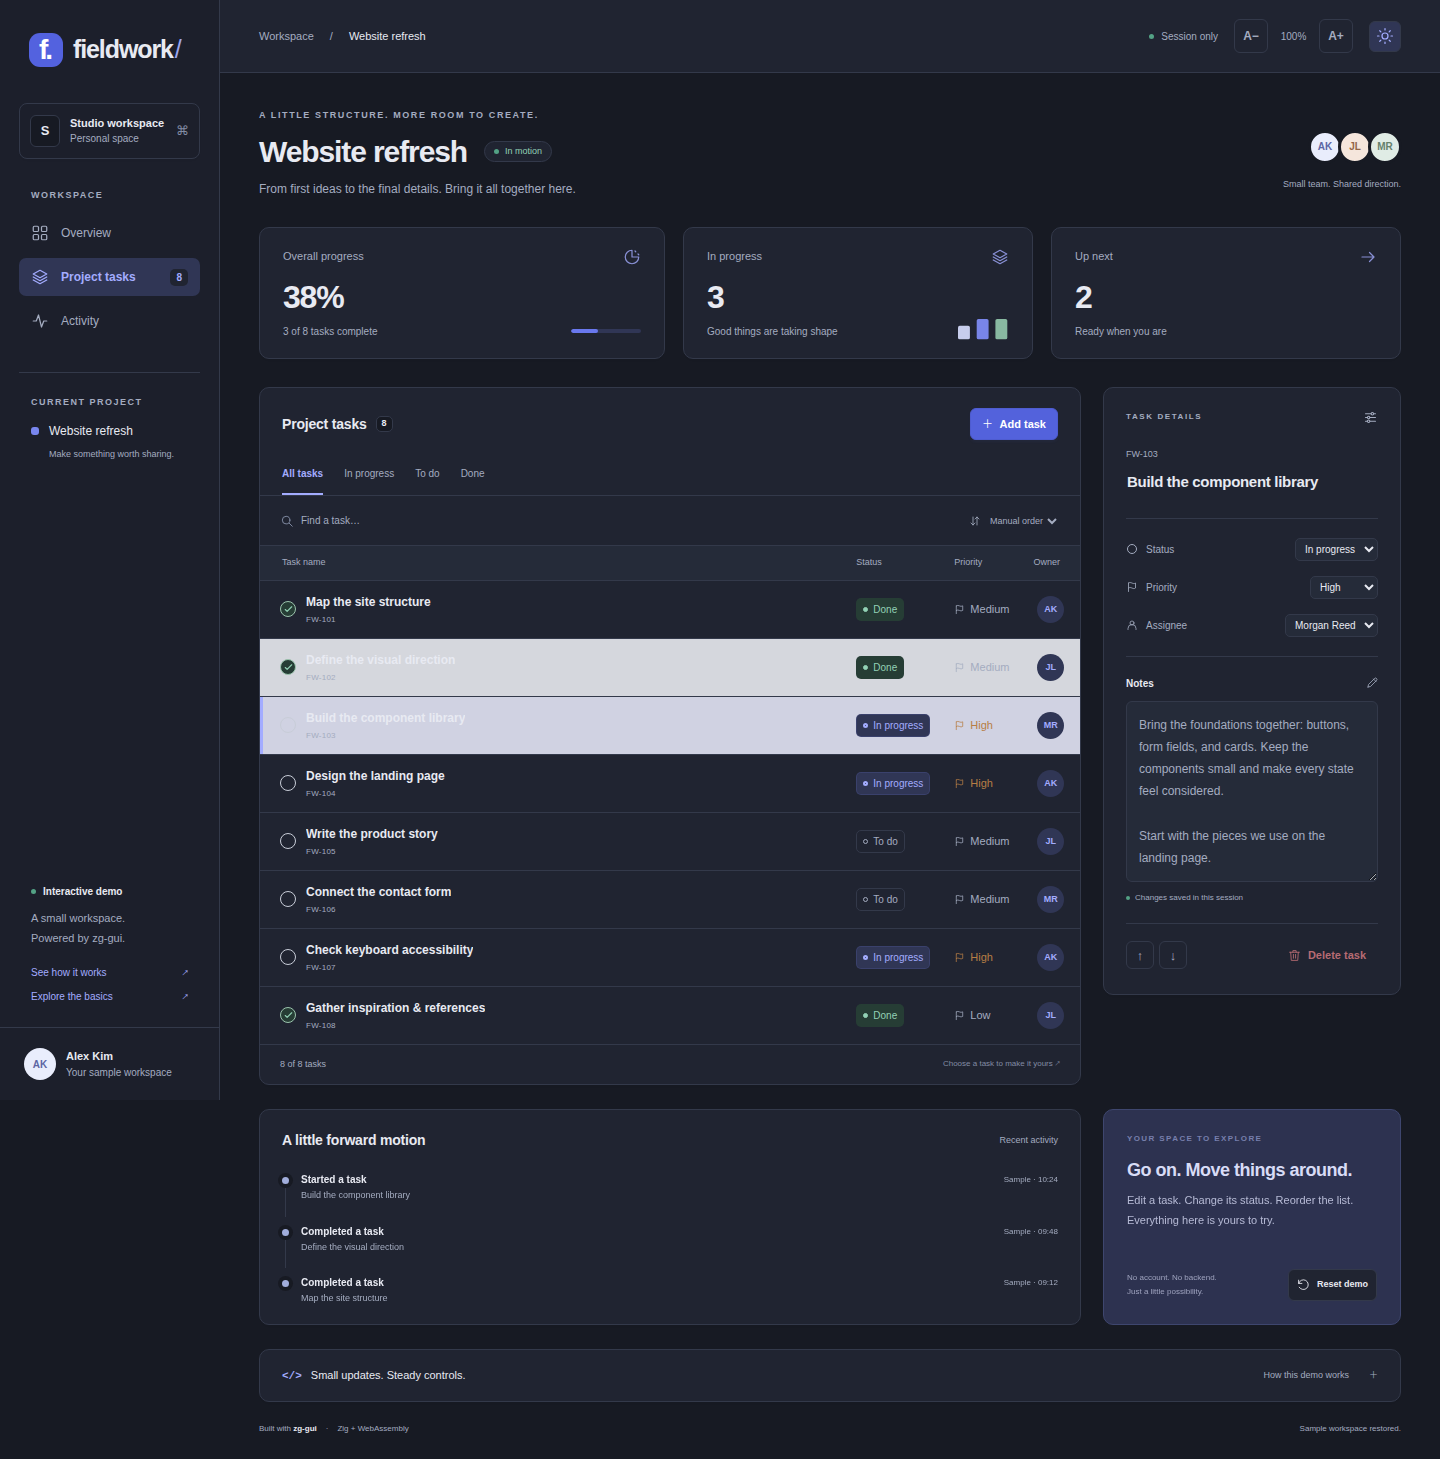 f. fieldwork/
S Studio workspace
Personal space ⌘
WORKSPACE
Overview
Project tasks 8
Activity
CURRENT PROJECT
Website refresh
Make something worth sharing.
Interactive demo
A small workspace.
Powered by zg-gui.
See how it works ↗
Explore the basics ↗
AK Alex Kim
Your sample workspace
Workspace / Website refresh
Session only A− 100% A+
A LITTLE STRUCTURE. MORE ROOM TO CREATE.
Website refresh In motion
From first ideas to the final details. Bring it all together here.
AK JL MR
Small team. Shared direction.
Overall progress
38%
3 of 8 tasks complete
In progress
3
Good things are taking shape
Up next
2
Ready when you are
Project tasks 8
+ Add task
All tasks In progress To do Done
Find a task…
Manual order
Task name Status Priority Owner
Map the site structure
FW-101
Done Medium AK
Define the visual direction
FW-102
Done Medium JL
Build the component library
FW-103
In progress High MR
Design the landing page
FW-104
In progress High AK
Write the product story
FW-105
To do Medium JL
Connect the contact form
FW-106
To do Medium MR
Check keyboard accessibility
FW-107
In progress High AK
Gather inspiration & references
FW-108
Done Low JL
8 of 8 tasks
Choose a task to make it yours ↗
TASK DETAILS
FW-103
Build the component library
Status In progress
Priority High
Assignee Morgan Reed
Notes
Bring the foundations together: buttons,
form fields, and cards. Keep the
components small and make every state
feel considered.
Start with the pieces we use on the
landing page.
Changes saved in this session
↑ ↓ Delete task
A little forward motion
Recent activity
Started a task
Build the component library
Sample · 10:24
Completed a task
Define the visual direction
Sample · 09:48
Completed a task
Map the site structure
Sample · 09:12
YOUR SPACE TO EXPLORE
Go on. Move things around.
Edit a task. Change its status. Reorder the list.
Everything here is yours to try.
No account. No backend.
Just a little possibility.
Reset demo
</> Small updates. Steady controls.
How this demo works +
Built with zg-gui · Zig + WebAssembly
Sample workspace restored.